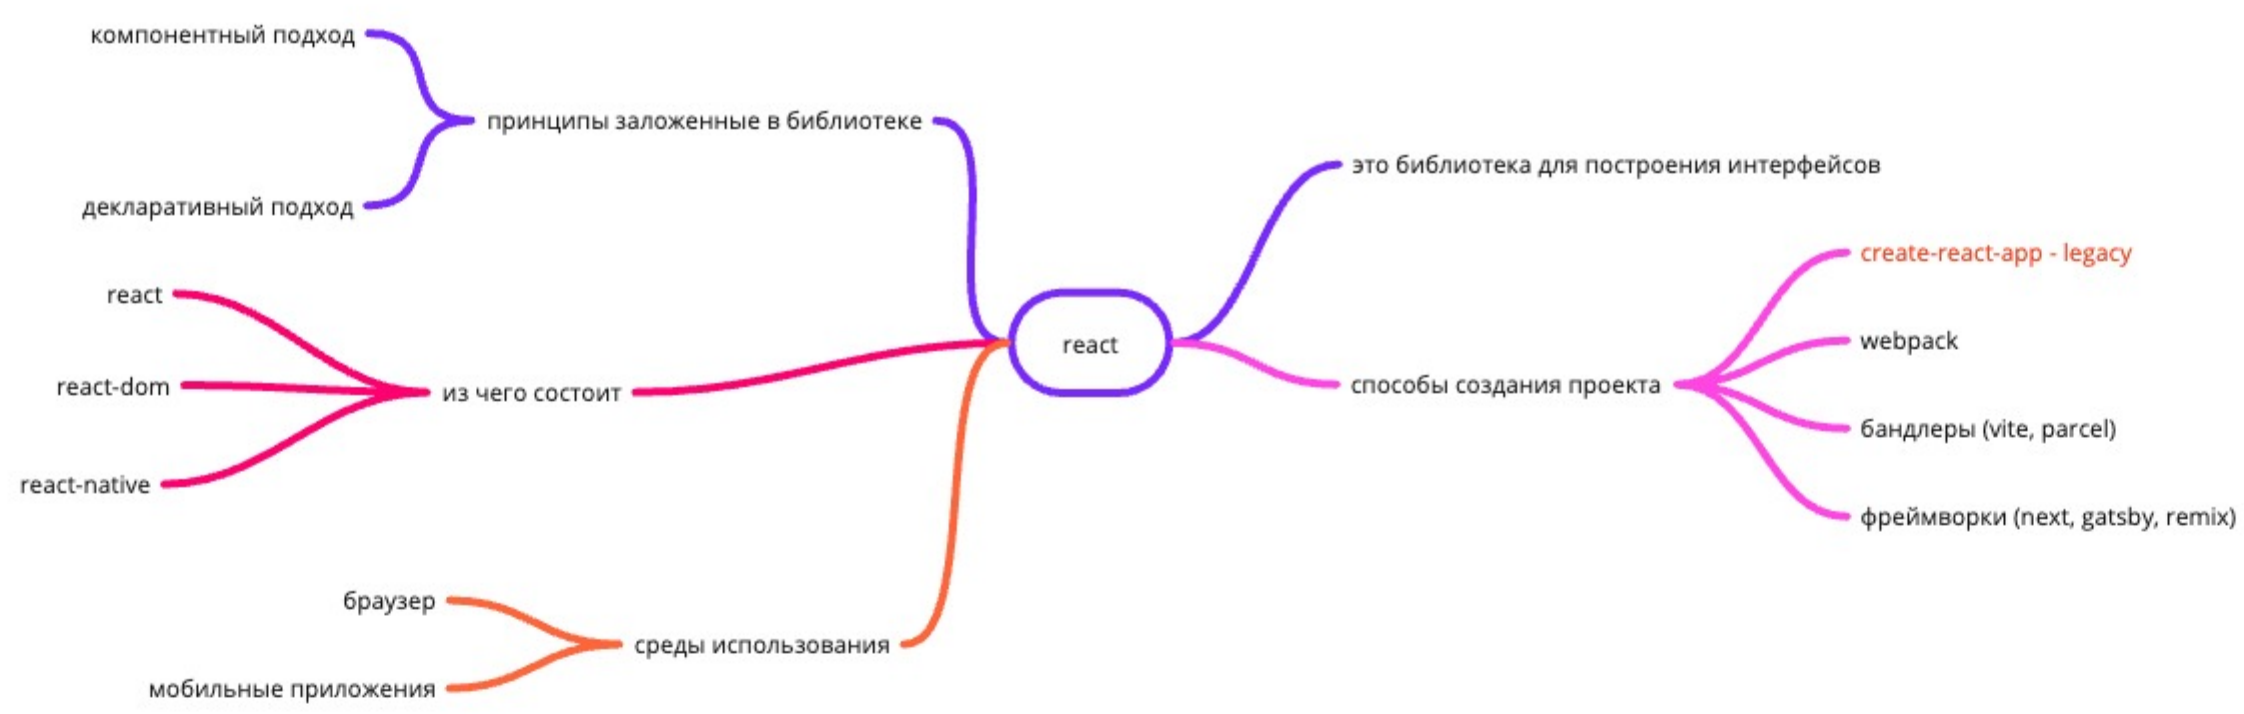 компонентный подход
принципы заложенные в библиотеке
декларативный подход
react
react-dom
из чего состоит
react-native
браузер
среды использования
мобильные приложения
react
это библиотека для построения интерфейсов
create-react-app - legacy
webpack
способы создания проекта
бандлеры (vite, parcel)
фреймворки (next, gatsby, remix)